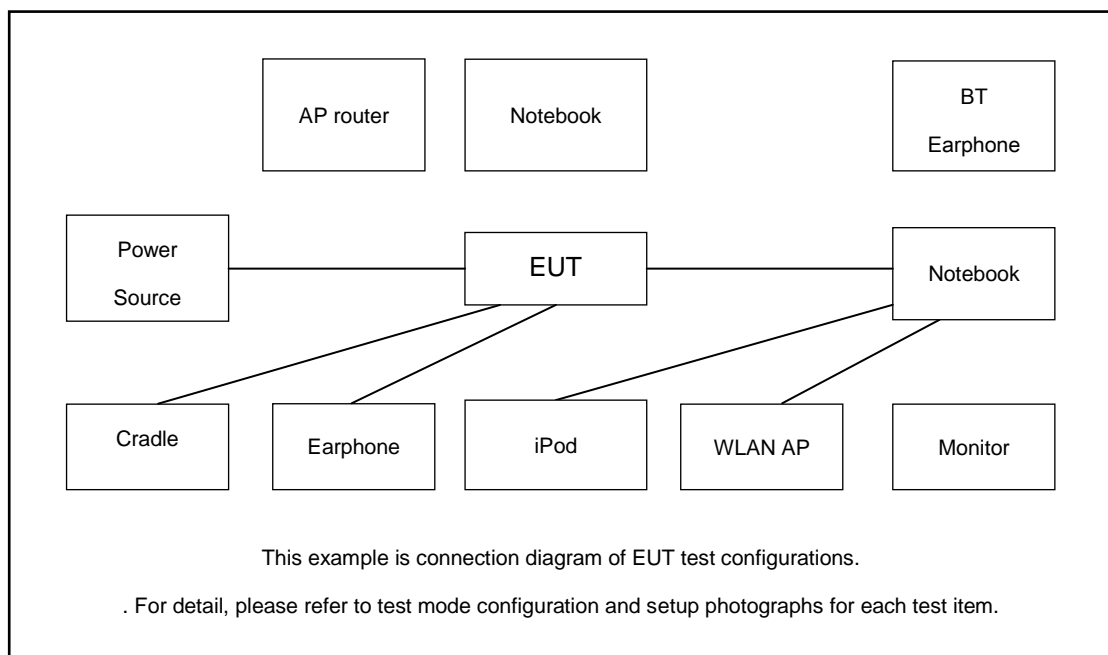 AP router
Notebook
BT
Earphone
Power
Source
EUT
Notebook
Cradle
Earphone
iPod
WLAN AP
Monitor
This example is connection diagram of EUT test configurations.
. For detail, please refer to test mode configuration and setup photographs for each test item.